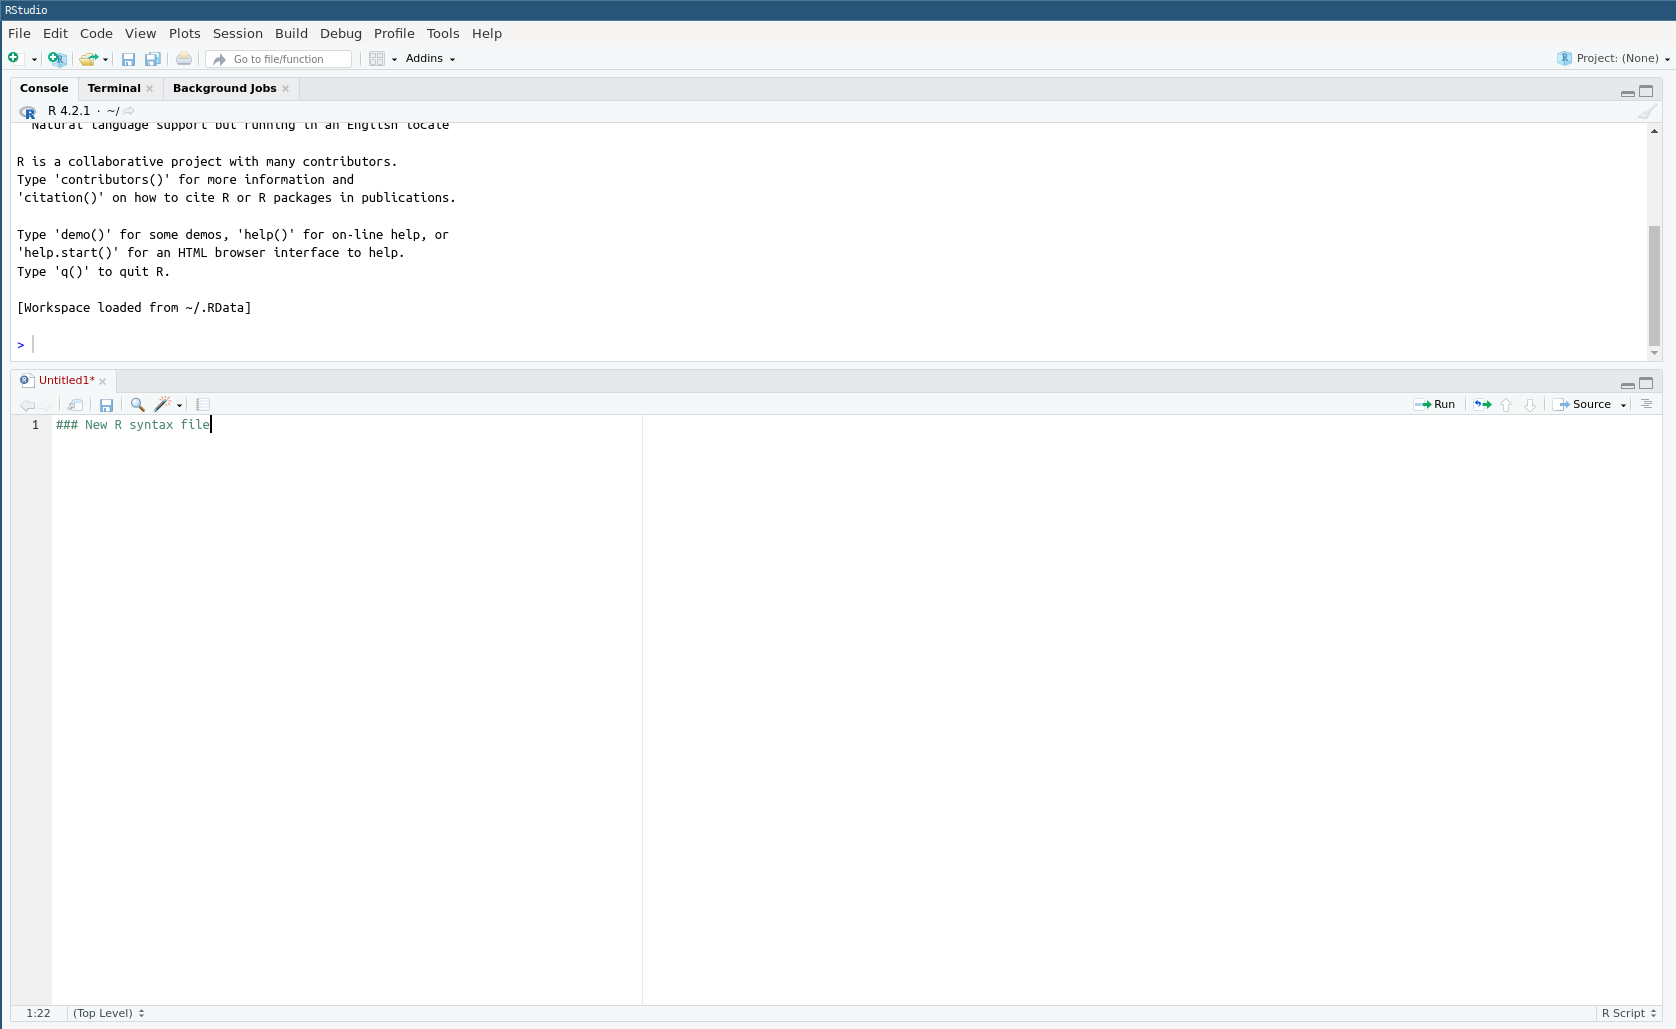 RStudio
File Edit Code View Plots Session Build Debug Profile Tools Help
Go to file/function Addins Project: (None)
Console Terminal Background Jobs
R 4.2.1 · ~/
Natural language support but running in an English locale
R is a collaborative project with many contributors.
Type 'contributors()' for more information and
'citation()' on how to cite R or R packages in publications.
Type 'demo()' for some demos, 'help()' for on-line help, or
'help.start()' for an HTML browser interface to help.
Type 'q()' to quit R.
[Workspace loaded from ~/.RData]
>
Untitled1*
Run Source
1 ### New R syntax file
1:22 (Top Level) R Script